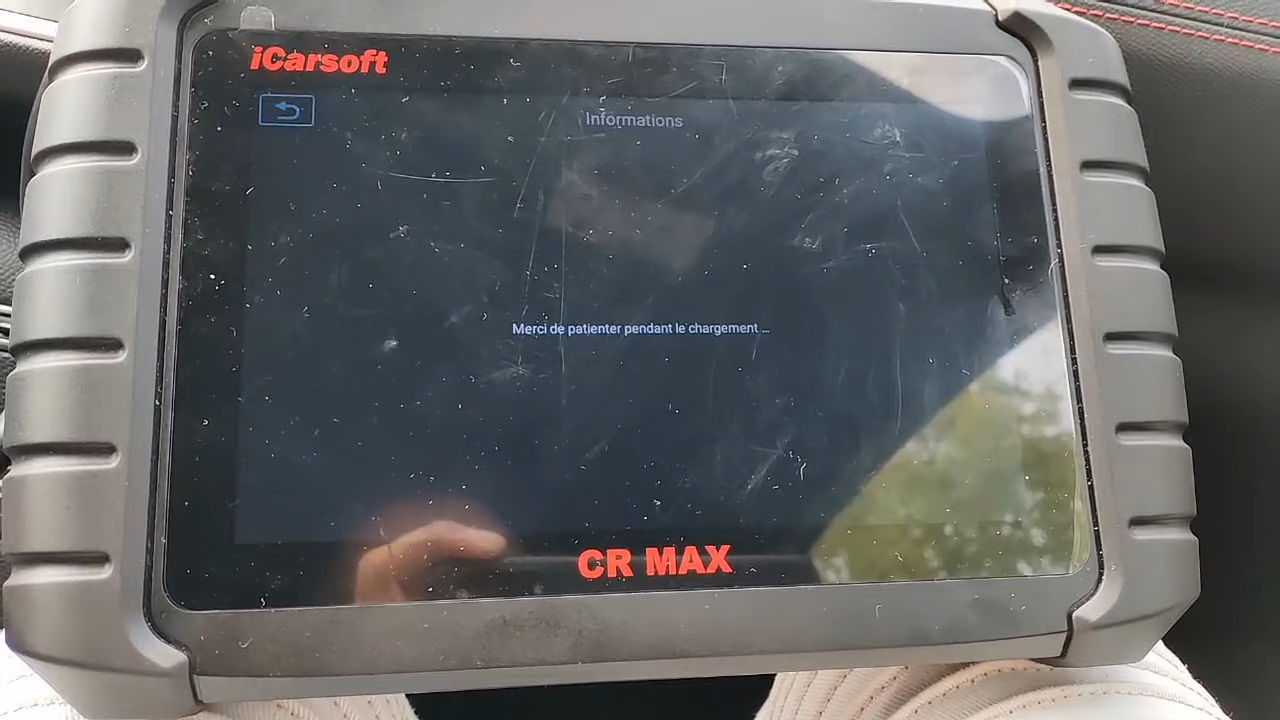 iCarsoft
Informations
Merci de patienter pendant le chargement ...
CR MAX